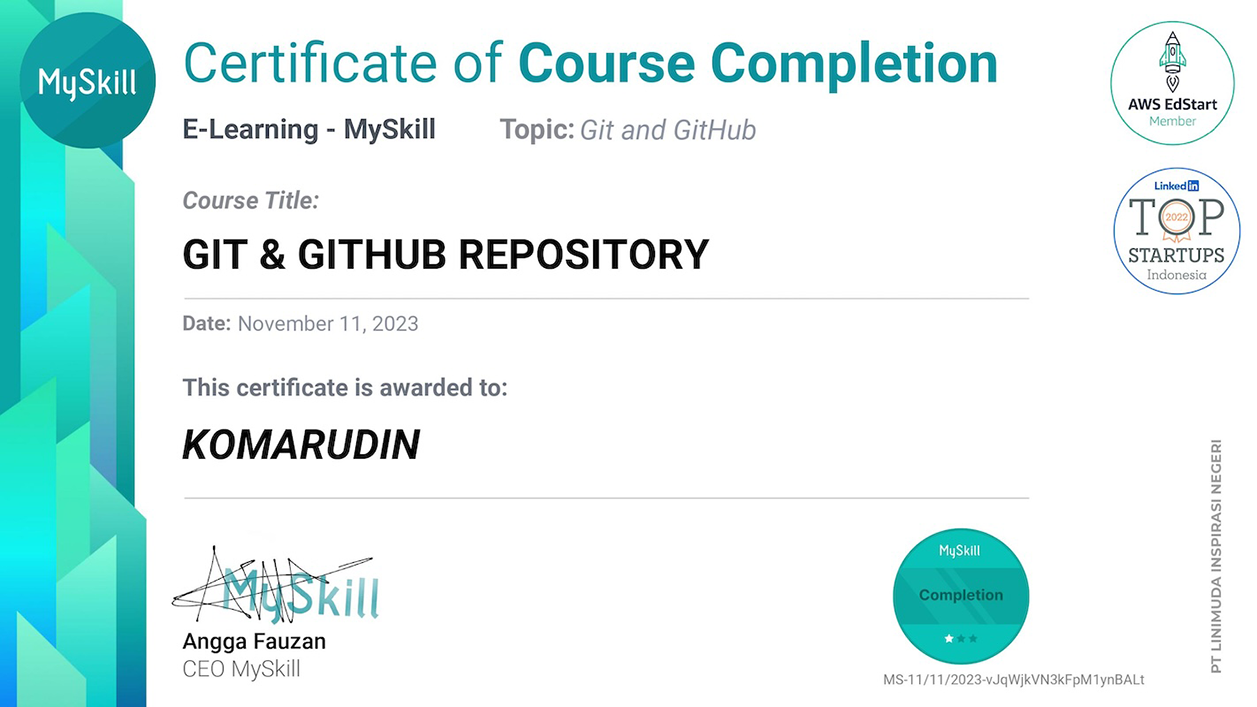 MySkill
Certificate of Course Completion
E-Learning - MySkill
Topic: Git and GitHub
Course Title:
GIT & GITHUB REPOSITORY
Date: November 11, 2023
This certificate is awarded to:
KOMARUDIN
MySkill
Angga Fauzan
CEO MySkill
AWS EdStart
Member
Linked in
TOP
2022
STARTUPS
Indonesia
MySkill
Completion
MS-11/11/2023-vJqWjkVN3kFpM1ynBALt
PT LINIMUDA INSPIRASI NEGERI